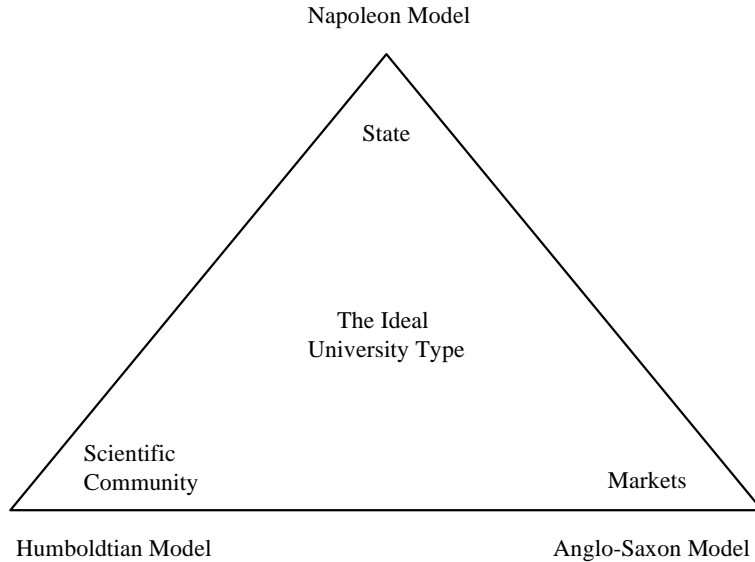 Napoleon Model
State
The Ideal
University Type
Scientific
Community
Markets
Humboldtian Model
Anglo-Saxon Model